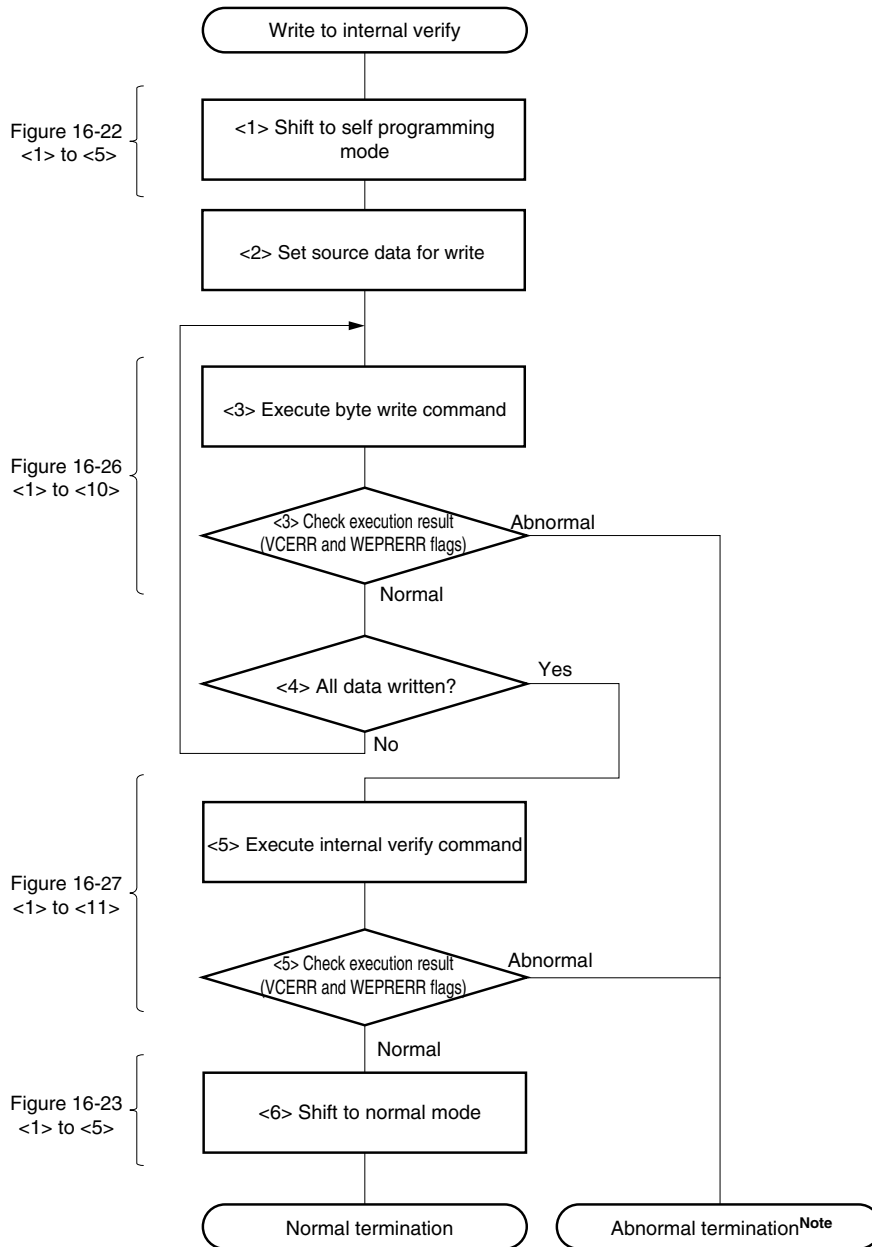 Write to internal verify
Figure 16-22
<1> to <5>
<1> Shift to self programming
mode
<2> Set source data for write
<3> Execute byte write command
Figure 16-26
<1> to <10>
<3> Check execution result
(VCERR and WEPRERR flags)
Abnormal
Normal
<4> All data written?
Yes
No
<5> Execute internal verify command
Figure 16-27
<1> to <11>
<5> Check execution result
(VCERR and WEPRERR flags)
Abnormal
Normal
Figure 16-23
<1> to <5>
<6> Shift to normal mode
Normal termination
Abnormal terminationNote